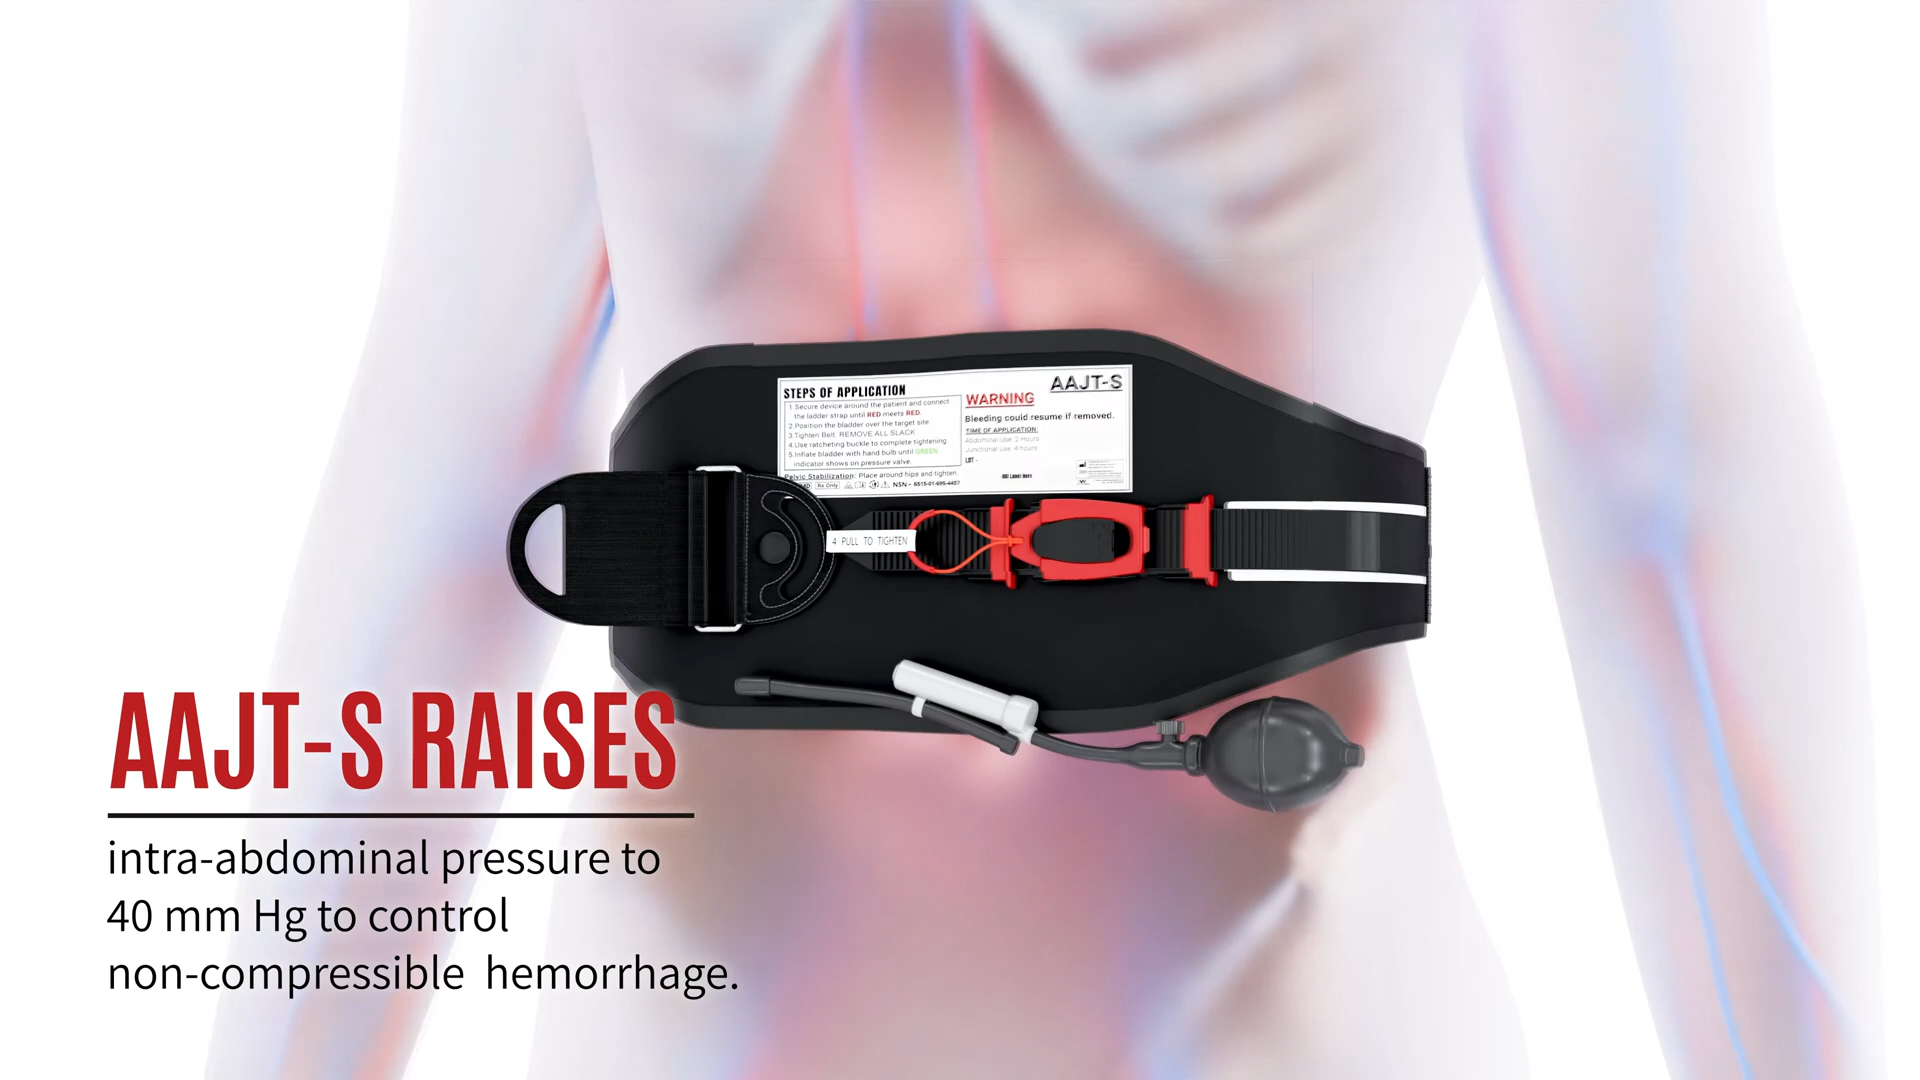 STEPS OF APPLICATION
1.Secure device around the patient and connect
the ladder strap until RED meets RED.
2.Position the bladder over the target site
3.Tighten Belt. REMOVE ALL SLACK
4.Use ratcheting buckle to complete tightening
5.Inflate bladder with hand bulb until GREEN
indicator shows on pressure valve.
Pelvic Stabilization: Place around hips and tighten.
Rx Only
NSN - 6515-01-695-4457
AAJT-S
WARNING
Bleeding could resume if removed.
TIME OF APPLICATION:
Abdominal Use: 2 Hours
Junctional Use: 4 hours
LOT -
4 PULL TO TIGHTEN
AAJT-S RAISES
intra-abdominal pressure to
40 mm Hg to control
non-compressible hemorrhage.